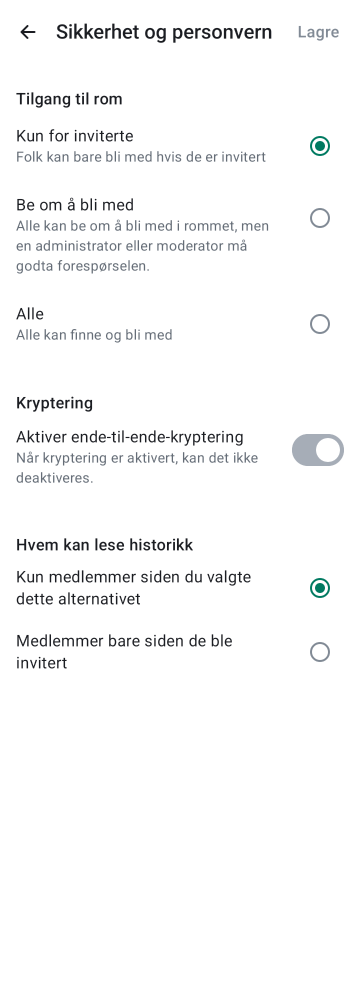 Sikkerhet og personvern
Lagre
Tilgang til rom
Kun for inviterte
Folk kan bare bli med hvis de er invitert
Be om å bli med
Alle kan be om å bli med i rommet, men
en administrator eller moderator må
godta forespørselen.
Alle
Alle kan finne og bli med
Kryptering
Aktiver ende-til-ende-kryptering
Når kryptering er aktivert, kan det ikke
deaktiveres.
Hvem kan lese historikk
Kun medlemmer siden du valgte
dette alternativet
Medlemmer bare siden de ble
invitert